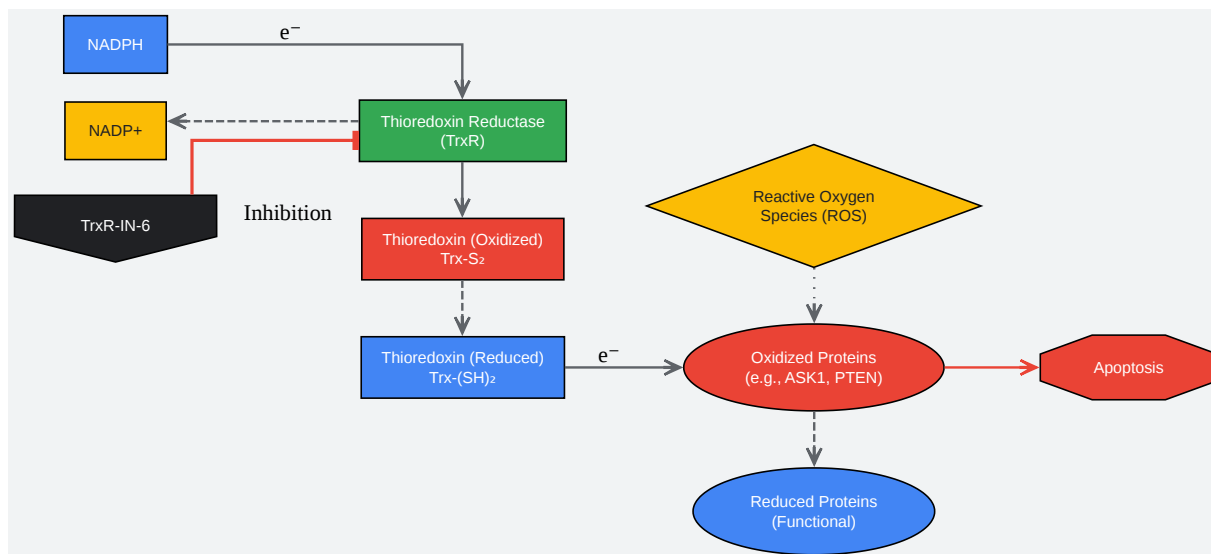 NADPH
e⁻
NADP+
Thioredoxin Reductase
(TrxR)
TrxR-IN-6
Inhibition
Reactive Oxygen
Species (ROS)
Thioredoxin (Oxidized)
Trx-S₂
Thioredoxin (Reduced)
Trx-(SH)₂
e⁻
Oxidized Proteins
(e.g., ASK1, PTEN)
Apoptosis
Reduced Proteins
(Functional)